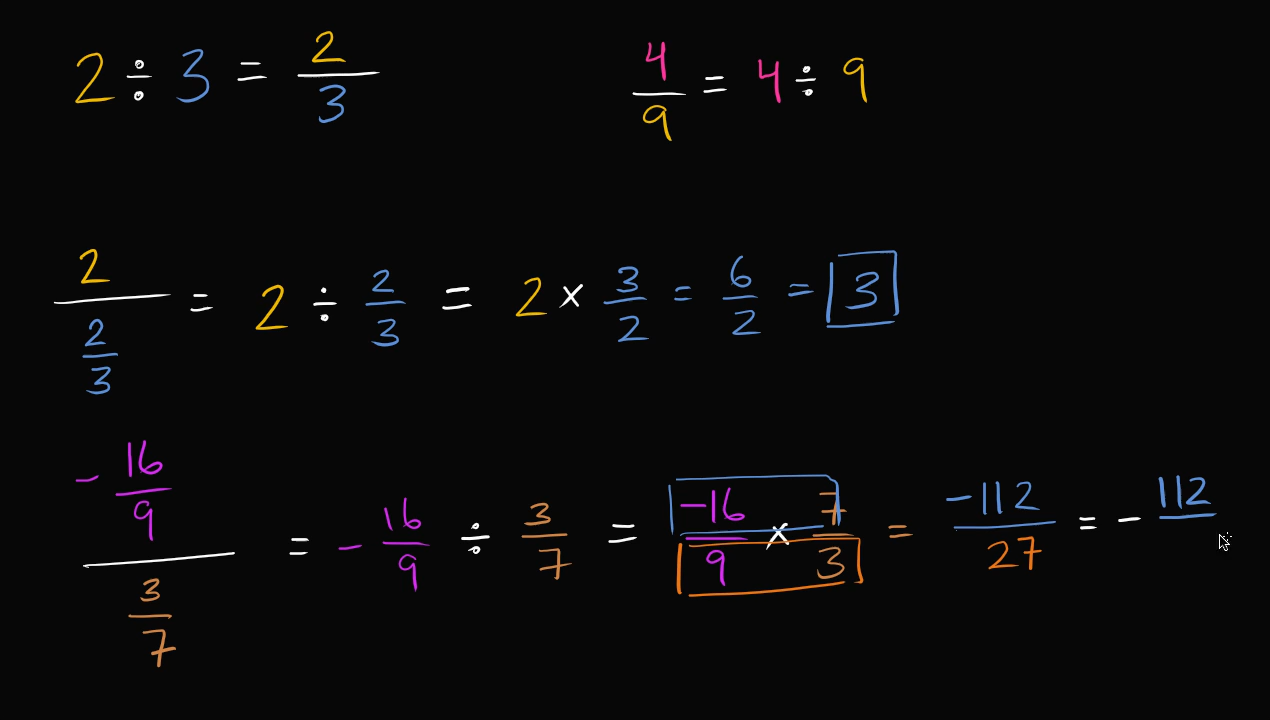 2 ÷ 3 = 2/3
4/9 = 4 ÷ 9
2/(2/3) = 2 ÷ 2/3 = 2 × 3/2 = 6/2 = 3
(-16/9)/(3/7) = -16/9 ÷ 3/7 = -16/9 × 7/3 = -112/27 = -112/